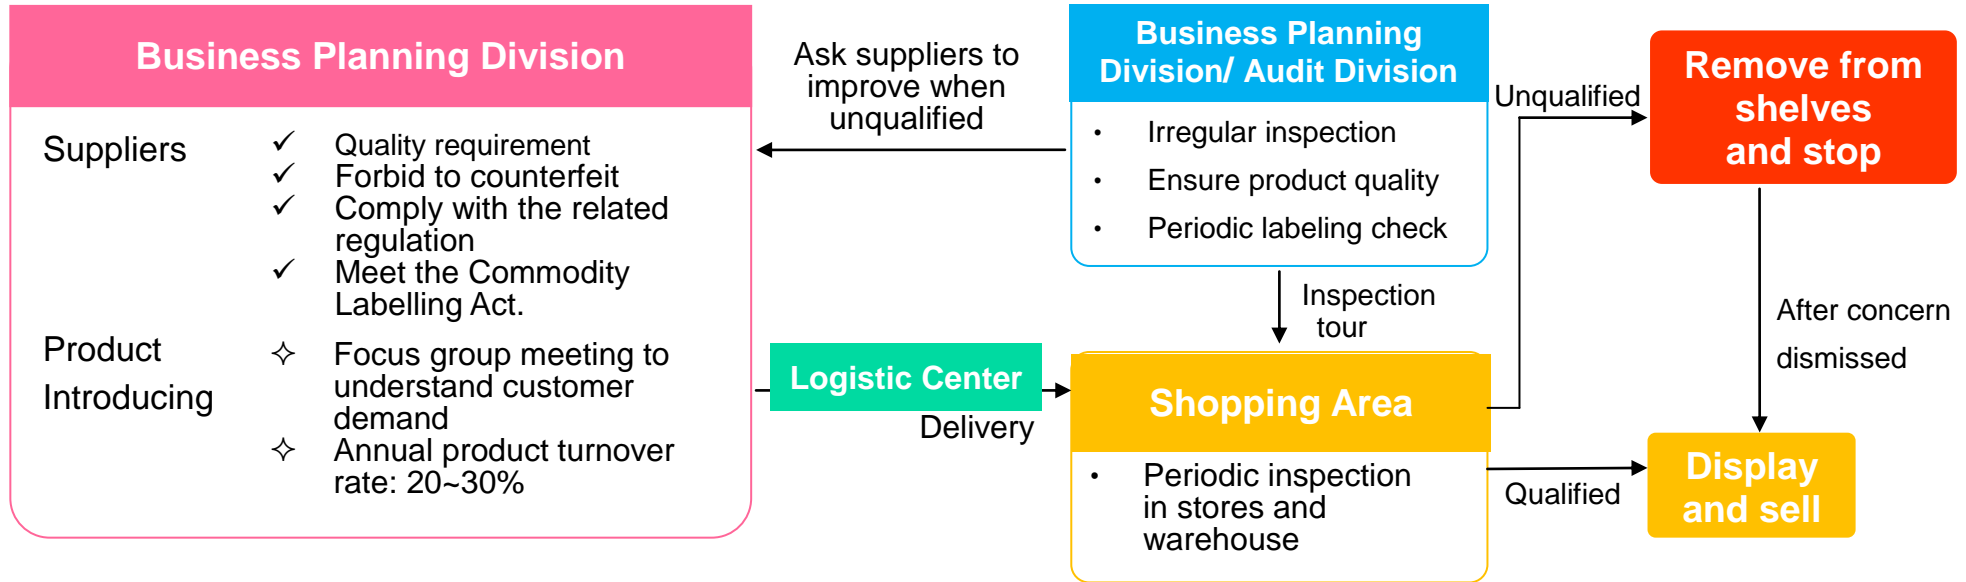 Business Planning Division
Suppliers
✓ Quality requirement
✓ Forbid to counterfeit
✓ Comply with the related
regulation
✓ Meet the Commodity
Labelling Act.
Product
Introducing
✧ Focus group meeting to
understand customer
demand
✧ Annual product turnover
rate: 20~30%
Ask suppliers to
improve when
unqualified
Business Planning
Division/ Audit Division
• Irregular inspection
• Ensure product quality
• Periodic labeling check
Inspection
tour
Logistic Center
Delivery
Shopping Area
• Periodic inspection
in stores and
warehouse
Unqualified
Qualified
Remove from
shelves
and stop
After concern
dismissed
Display
and sell